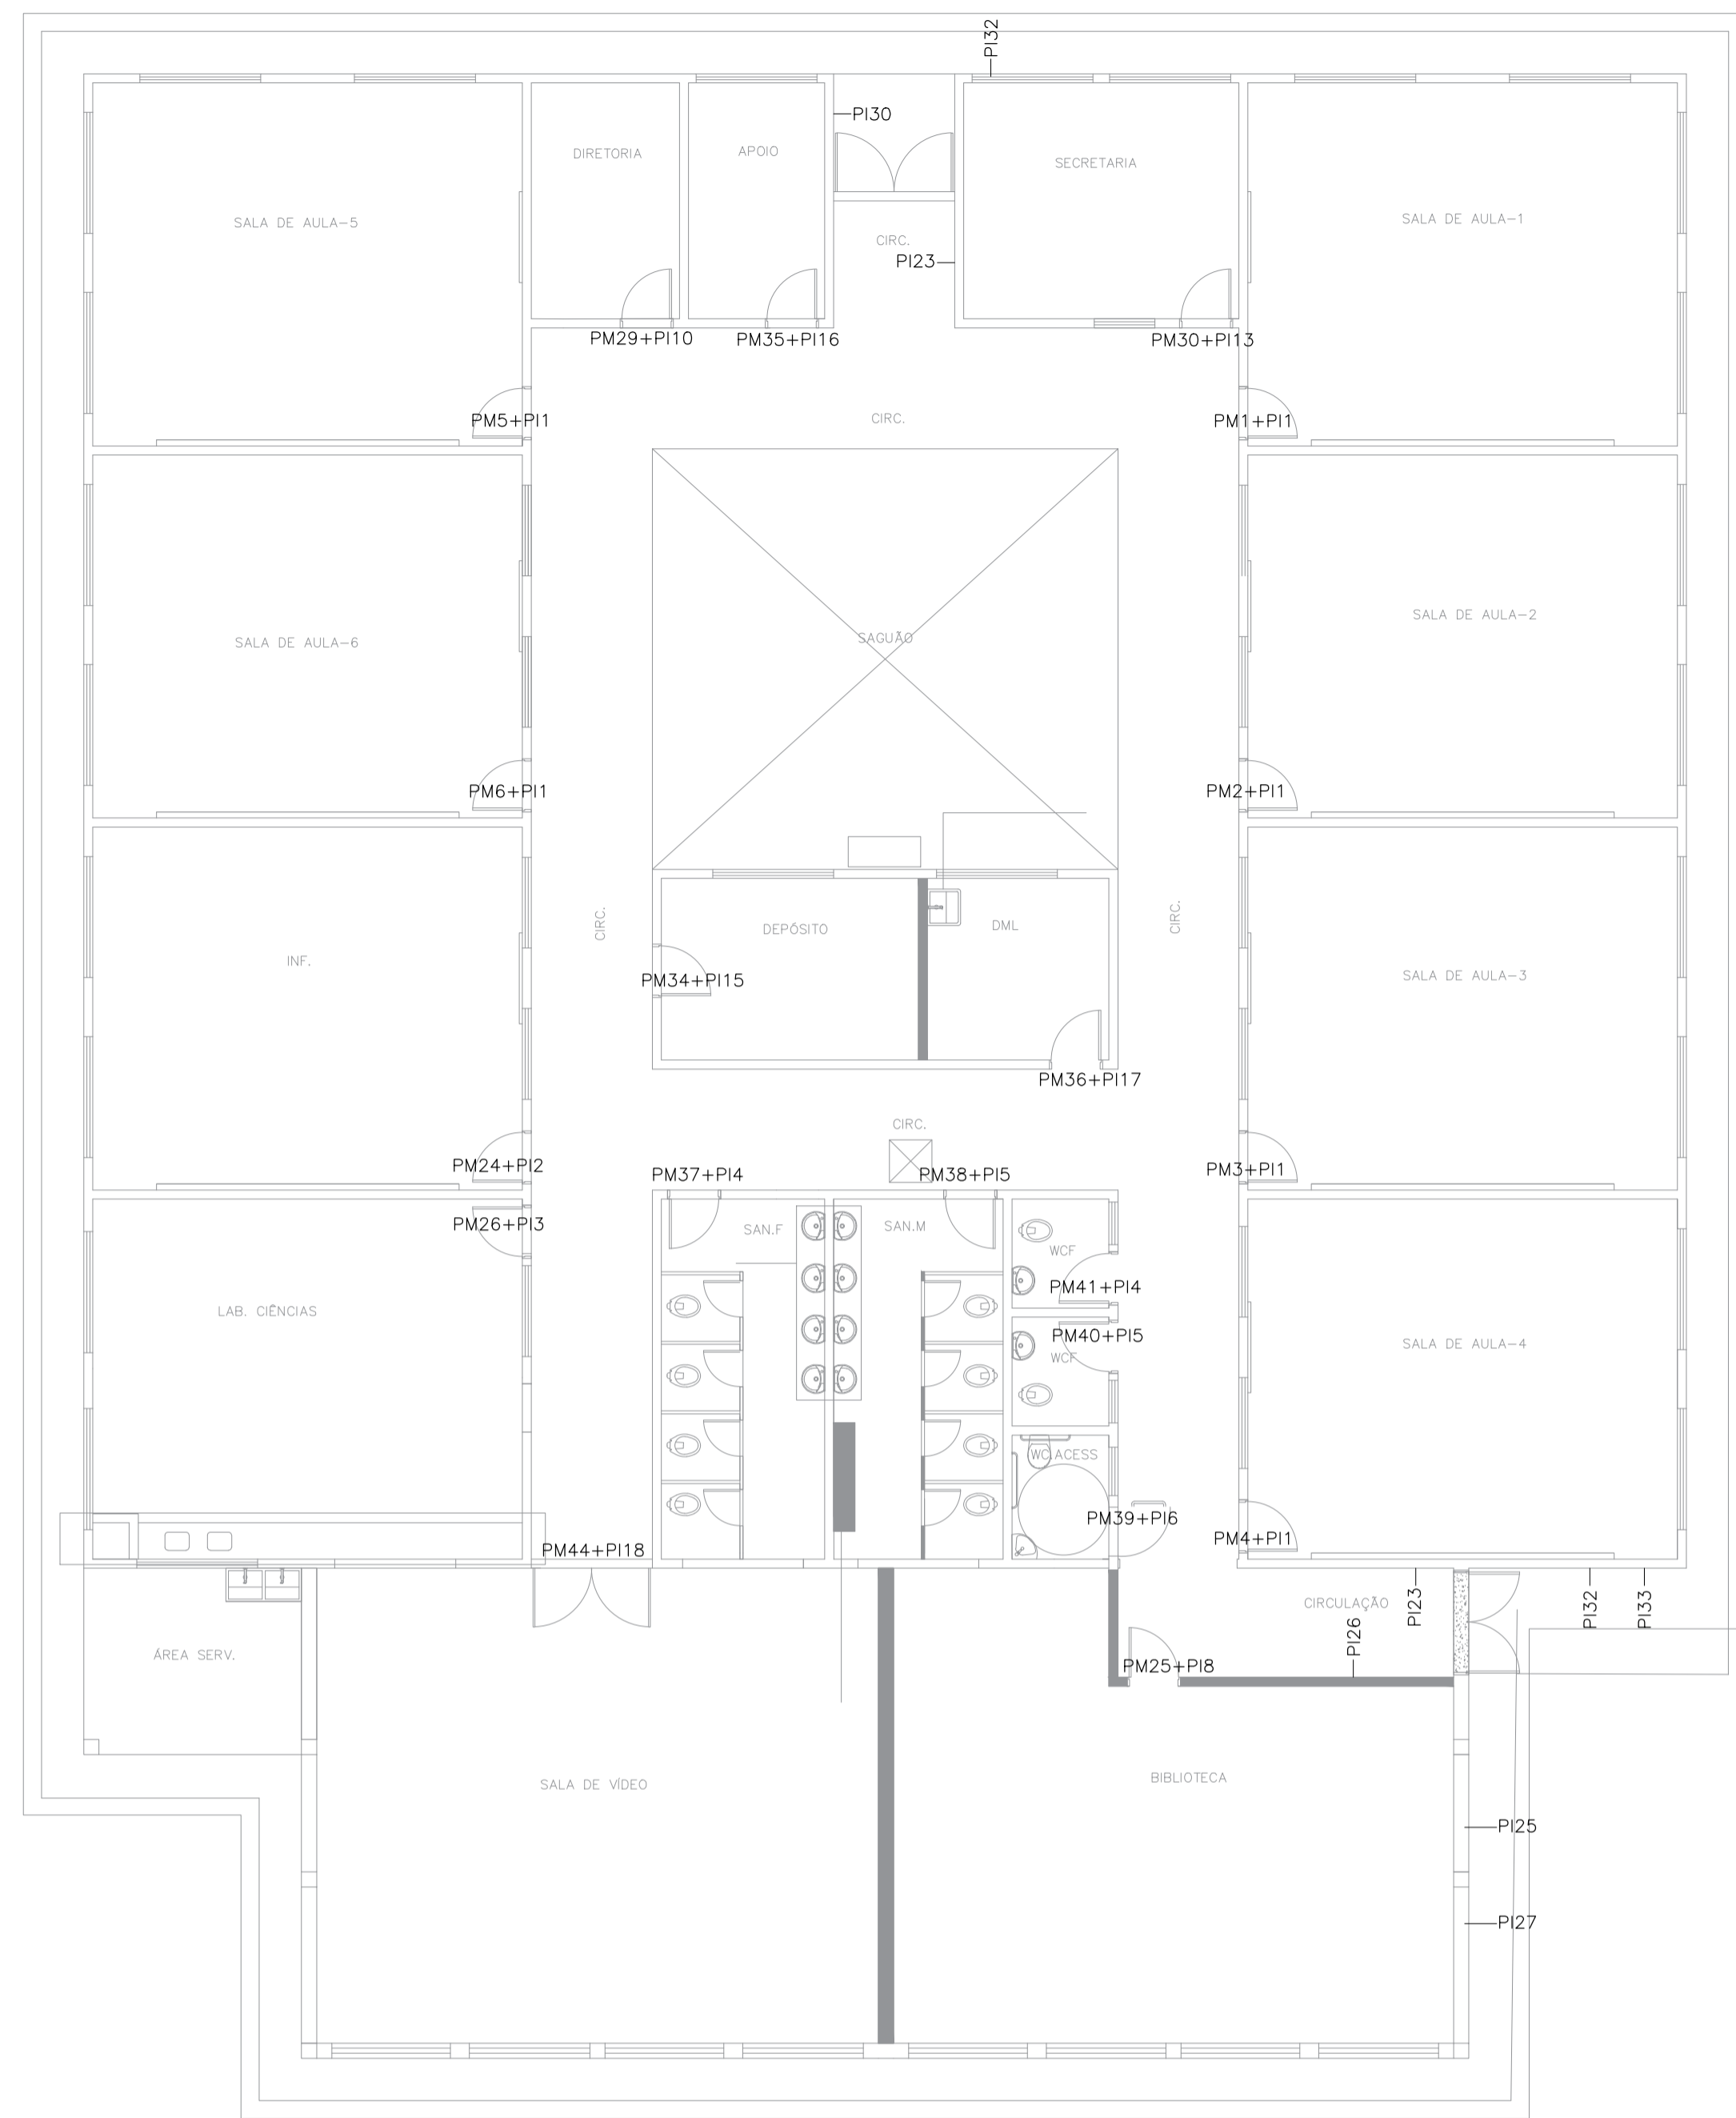 PI32
PI30
DIRETORIA
APOIO
SECRETARIA
SALA DE AULA-5
SALA DE AULA-1
CIRC.
PI23
PM29+PI10
PM35+PI16
PM30+PI13
PM5+PI1
CIRC.
PM1+PI1
SALA DE AULA-6
SAGUÃO
SALA DE AULA-2
PM6+PI1
PM2+PI1
CIRC.
DEPÓSITO
DML
CIRC.
INF.
PM34+PI15
SALA DE AULA-3
PM36+PI17
CIRC.
PM24+PI2
PM37+PI4
PM38+PI5
PM3+PI1
PM26+PI3
SAN.F
SAN.M
WCF
PM41+PI4
LAB. CIÊNCIAS
PM40+PI5
WCF
SALA DE AULA-4
WC.ACESS
PM39+PI6
PM44+PI18
PM4+PI1
CIRCULAÇÃO
PI23
PI32
PI33
PI26
ÁREA SERV.
PM25+PI8
SALA DE VÍDEO
BIBLIOTECA
PI25
PI27